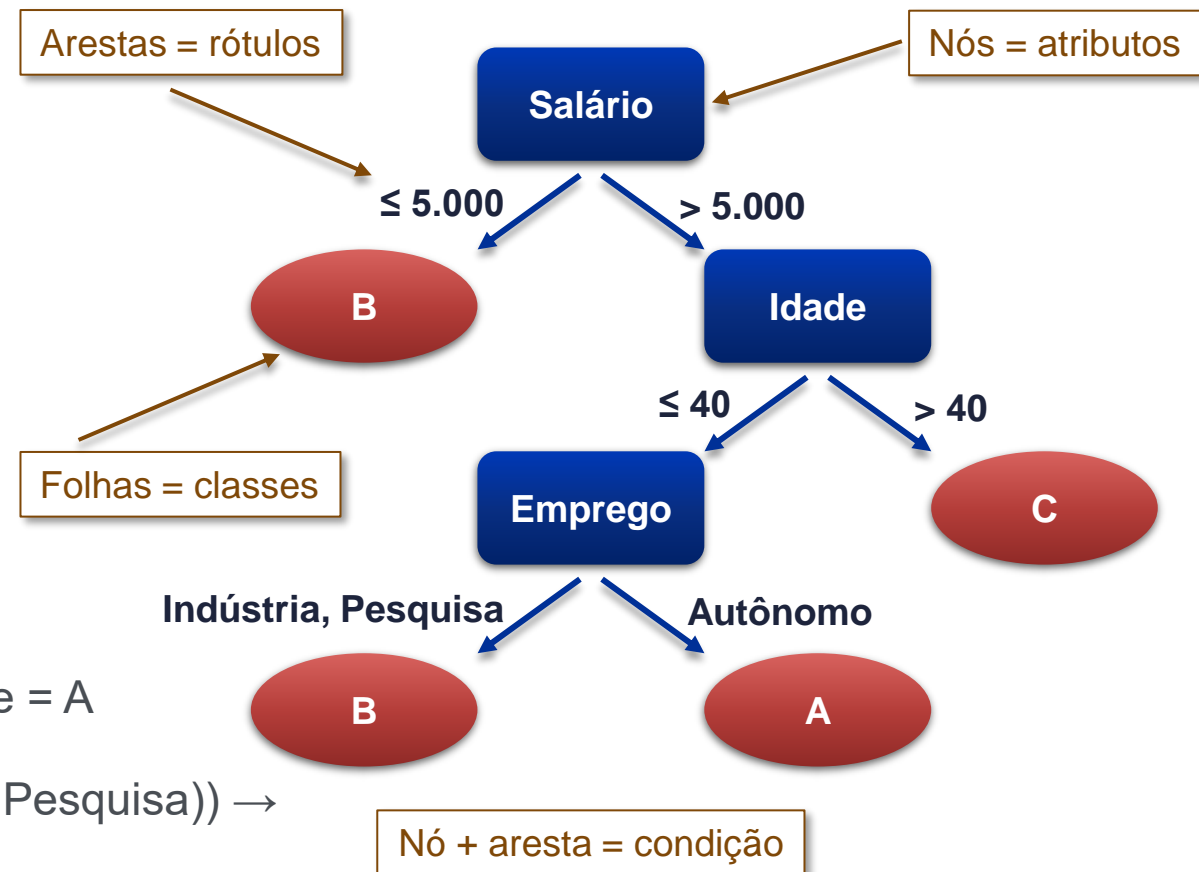 Arestas = rótulos
Nós = atributos
Salário
≤ 5.000
> 5.000
B
Idade
≤ 40
> 40
Folhas = classes
Emprego
C
Indústria, Pesquisa
Autônomo
e = A
B
A
Pesquisa)) →
Nó + aresta = condição